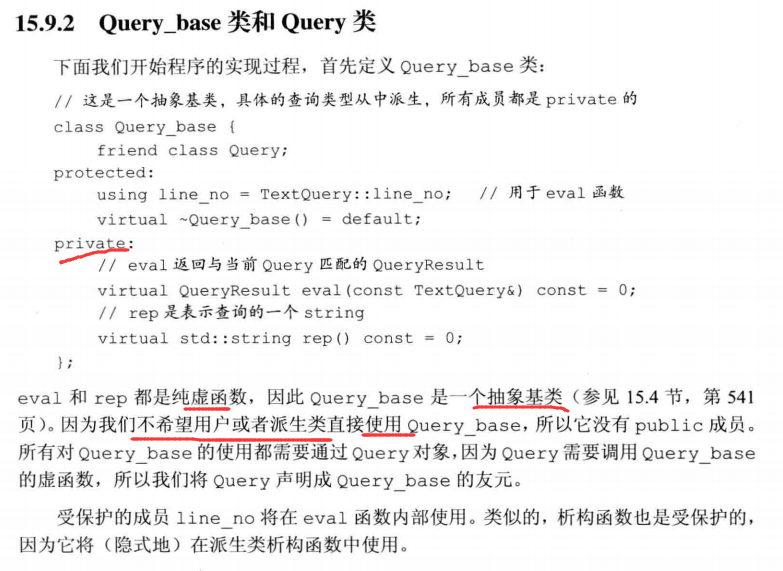 15.9.2 Query_base 类和 Query 类
下面我们开始程序的实现过程，首先定义 Query_base 类：
// 这是一个抽象基类，具体的查询类型从中派生，所有成员都是 private 的
class Query_base {
friend class Query;
protected:
using line_no = TextQuery::line_no; // 用于 eval 函数
virtual ~Query_base() = default;
private:
// eval 返回与当前 Query 匹配的 QueryResult
virtual QueryResult eval(const TextQuery&) const = 0;
// rep 是表示查询的一个 string
virtual std::string rep() const = 0;
};
eval 和 rep 都是纯虚函数，因此 Query_base 是一个抽象基类（参见 15.4 节，第 541
页）。因为我们不希望用户或者派生类直接使用 Query_base，所以它没有 public 成员。
所有对 Query_base 的使用都需要通过 Query 对象，因为 Query 需要调用 Query_base
的虚函数，所以我们将 Query 声明成 Query_base 的友元。
受保护的成员 line_no 将在 eval 函数内部使用。类似的，析构函数也是受保护的，
因为它将（隐式地）在派生类析构函数中使用。